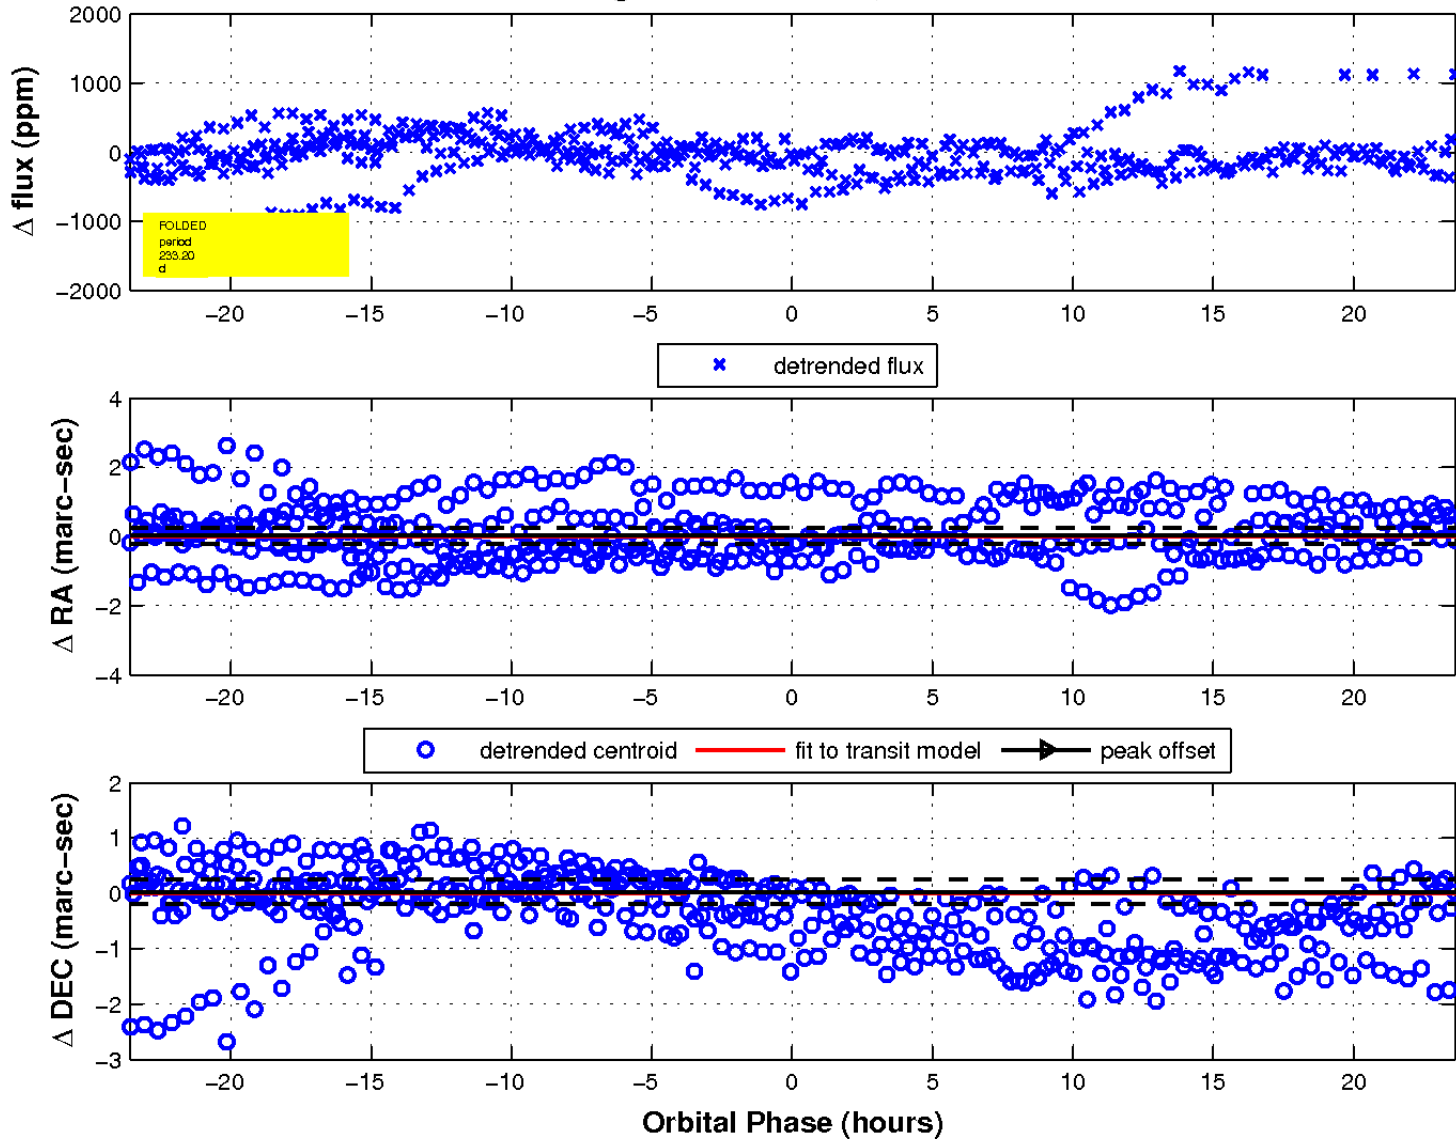 2000
1000
0
−1000
−2000
Δ flux (ppm)
FOLDED
period
233.20
d
−20 −15 −10 −5 0 5 10 15 20
detrended flux
4
2
0
−2
−4
Δ RA (marc−sec)
−20 −15 −10 −5 0 5 10 15 20
detrended centroid fit to transit model peak offset
2
1
0
−1
−2
−3
Δ DEC (marc−sec)
−20 −15 −10 −5 0 5 10 15 20
Orbital Phase (hours)